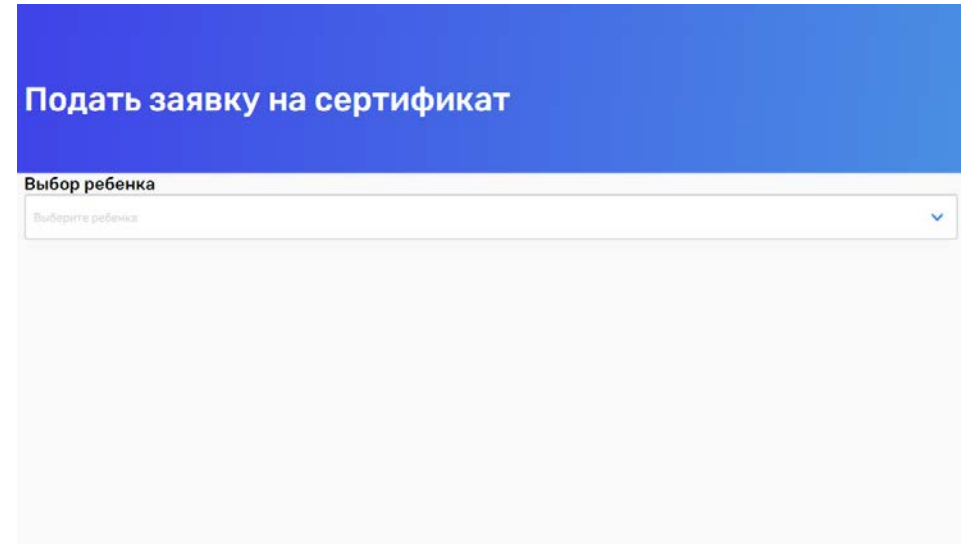 Подать заявку на сертификат
Выбор ребенка
Выберите ребенка